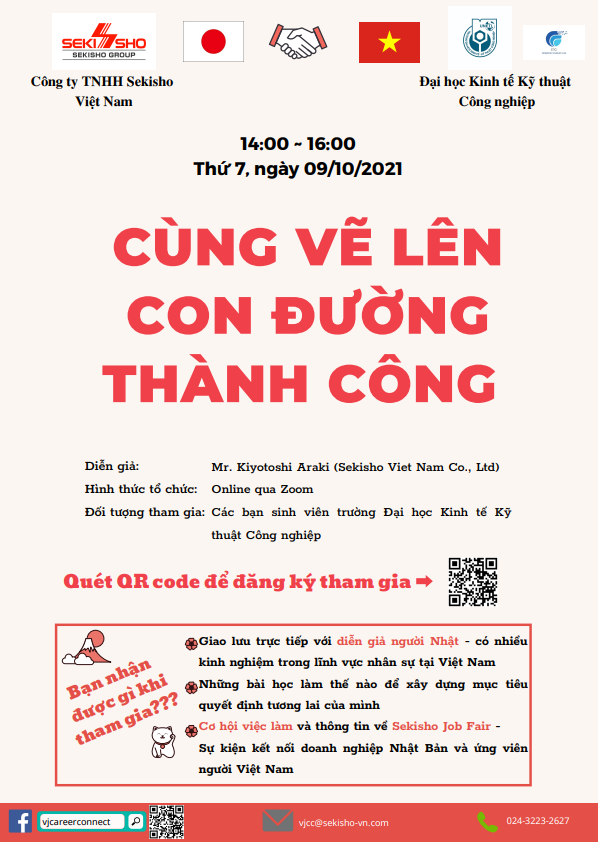 SEKISHO
SEKISHO GROUP
Công ty TNHH Sekisho
Việt Nam
Đại học Kinh tế Kỹ thuật
Công nghiệp
14:00 ~ 16:00
Thứ 7, ngày 09/10/2021
CÙNG VẼ LÊN
CON ĐƯỜNG
THÀNH CÔNG
Diễn giả: Mr. Kiyotoshi Araki (Sekisho Viet Nam Co., Ltd)
Hình thức tổ chức: Online qua Zoom
Đối tượng tham gia: Các bạn sinh viên trường Đại học Kinh tế Kỹ
thuật Công nghiệp
Quét QR code để đăng ký tham gia
Bạn nhận
được gì khi
tham gia???
Giao lưu trực tiếp với diễn giả người Nhật - có nhiều
kinh nghiệm trong lĩnh vực nhân sự tại Việt Nam
Những bài học làm thế nào để xây dựng mục tiêu
quyết định tương lai của mình
Cơ hội việc làm và thông tin về Sekisho Job Fair -
Sự kiện kết nối doanh nghiệp Nhật Bản và ứng viên
người Việt Nam
vjcareerconnect
vjcc@sekisho-vn.com
024-3223-2627